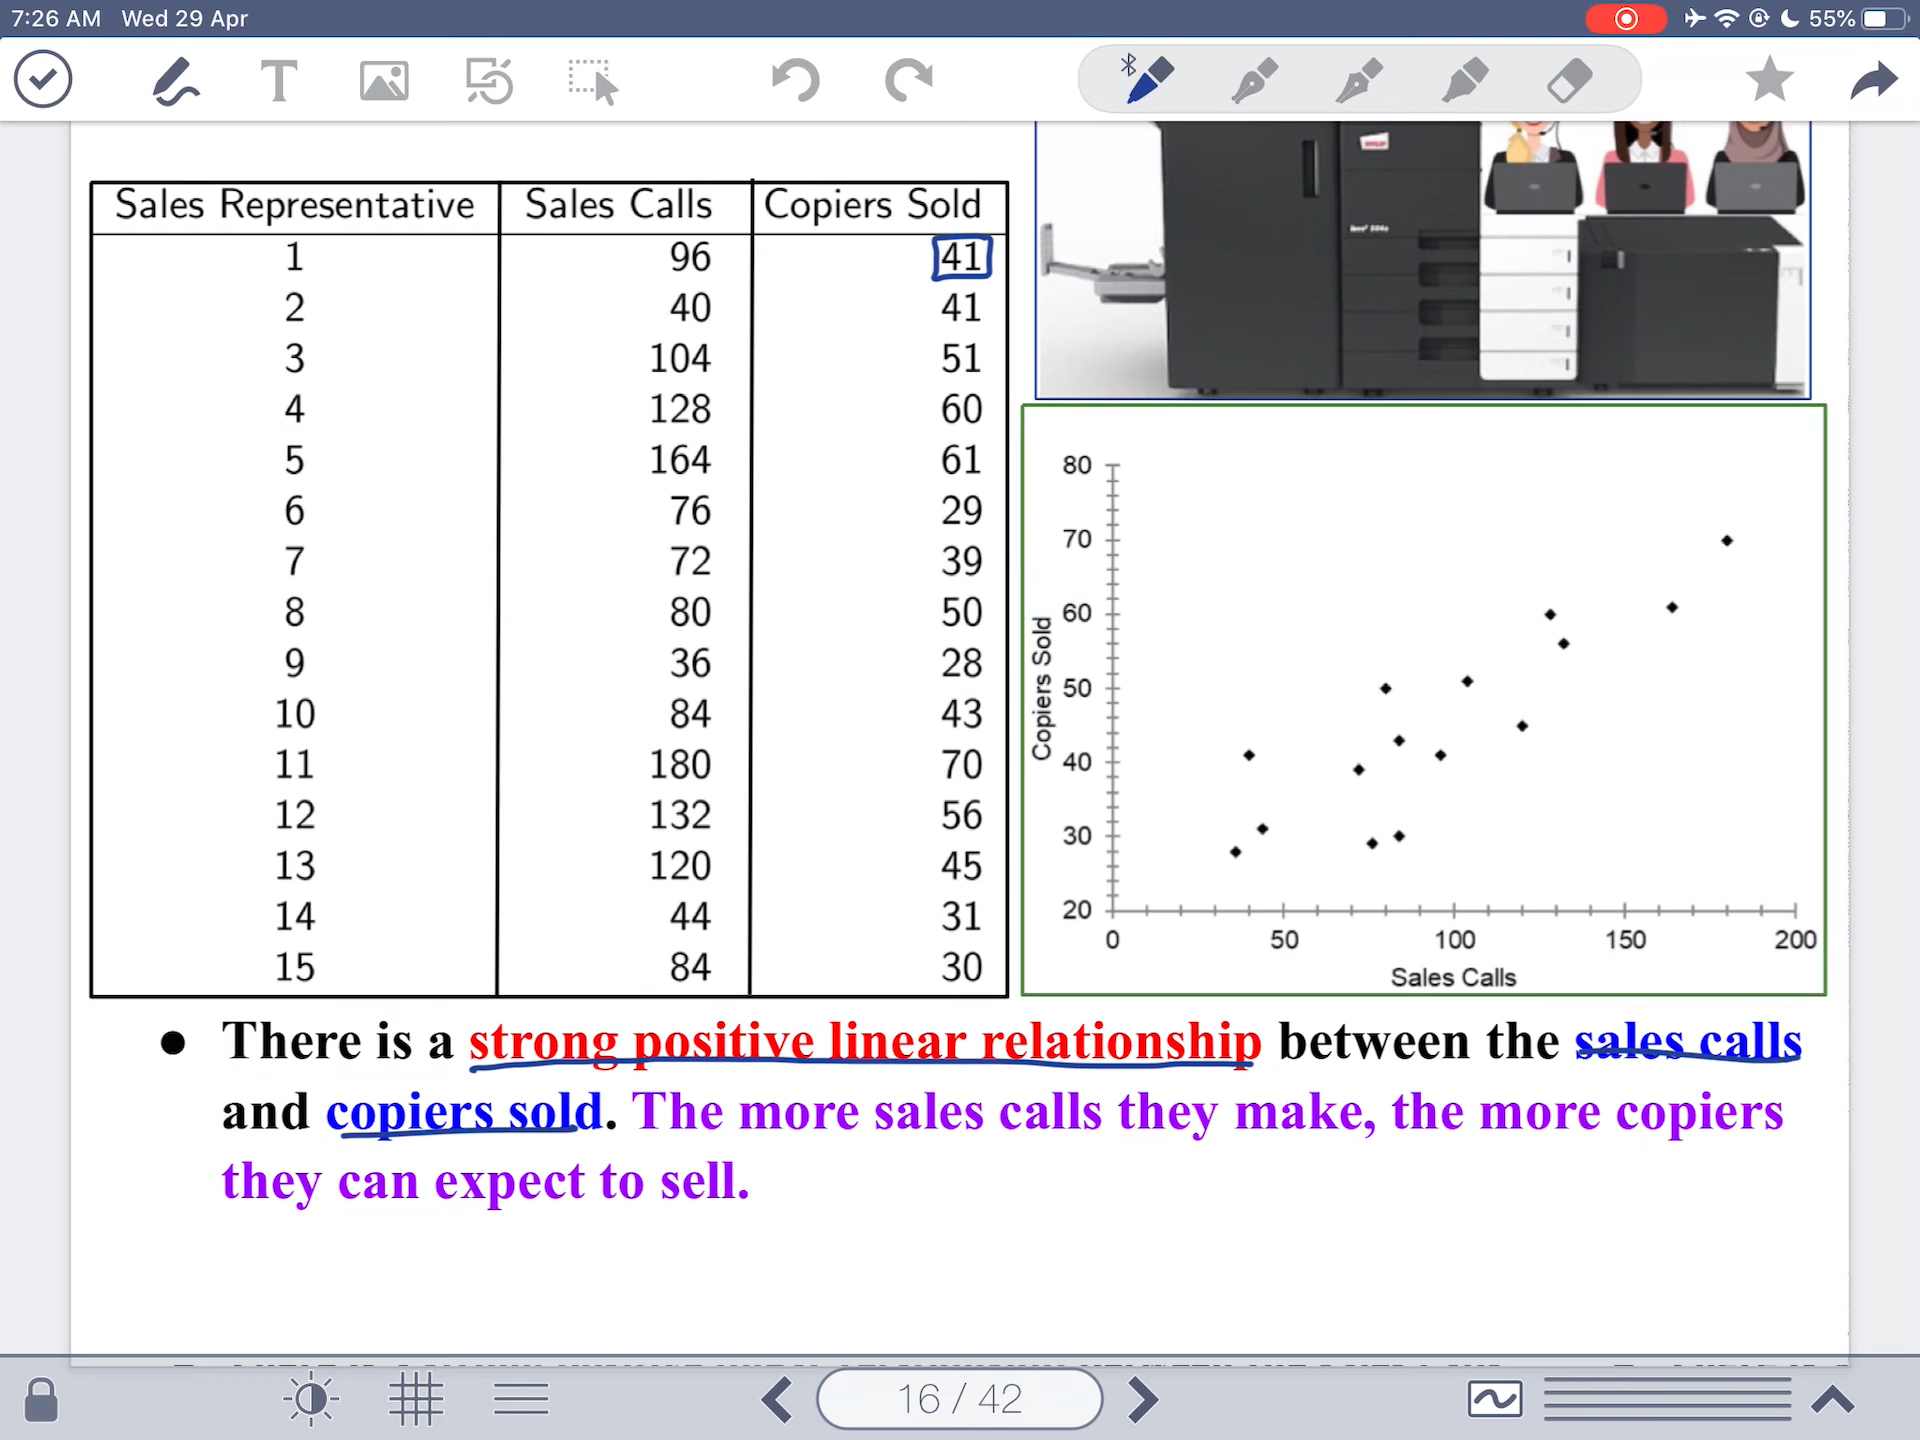 7:26 AM Wed 29 Apr 55%
T
Sales Representative Sales Calls Copiers Sold
1 96 41
2 40 41
3 104 51
4 128 60
5 164 61
6 76 29
7 72 39
8 80 50
9 36 28
10 84 43
11 180 70
12 132 56
13 120 45
14 44 31
15 84 30
80
70
60
50
40
30
20
Copiers Sold
0 50 100 150 200
Sales Calls
● There is a strong positive linear relationship between the sales calls
and copiers sold. The more sales calls they make, the more copiers
they can expect to sell.
16 / 42